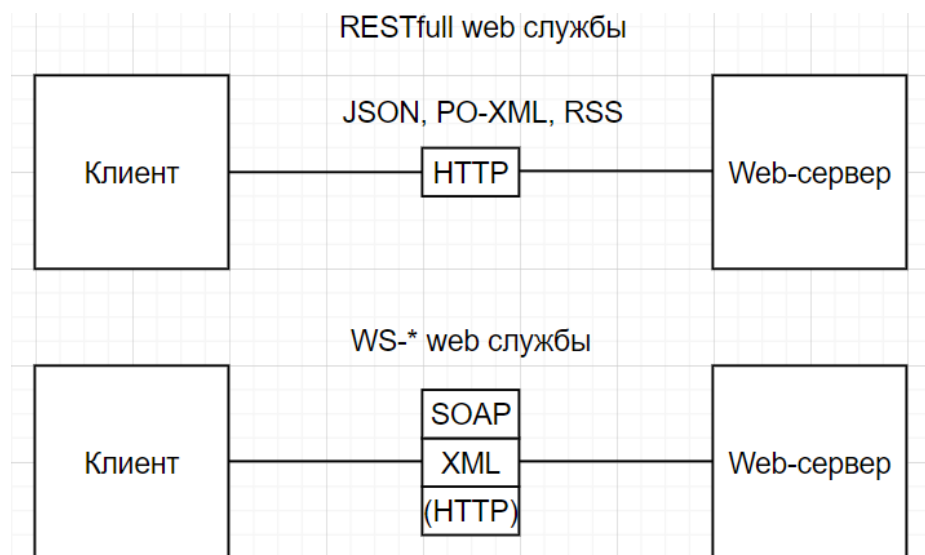 RESTfull web службы
JSON, PO-XML, RSS
Клиент
HTTP
Web-сервер
WS-* web службы
SOAP
Клиент
XML
Web-сервер
(HTTP)